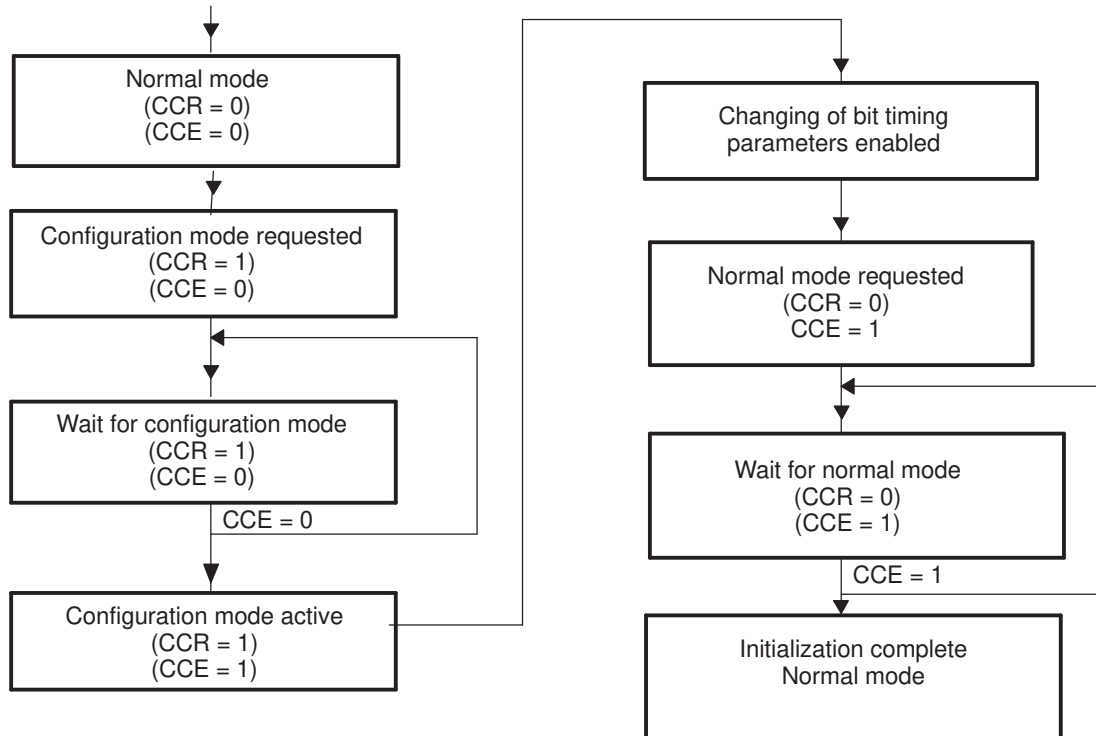 Normal mode
(CCR = 0)
(CCE = 0)
Configuration mode requested
(CCR = 1)
(CCE = 0)
Wait for configuration mode
(CCR = 1)
(CCE = 0)
CCE = 0
Configuration mode active
(CCR = 1)
(CCE = 1)
Changing of bit timing
parameters enabled
Normal mode requested
(CCR = 0)
CCE = 1
Wait for normal mode
(CCR = 0)
(CCE = 1)
CCE = 1
Initialization complete
Normal mode